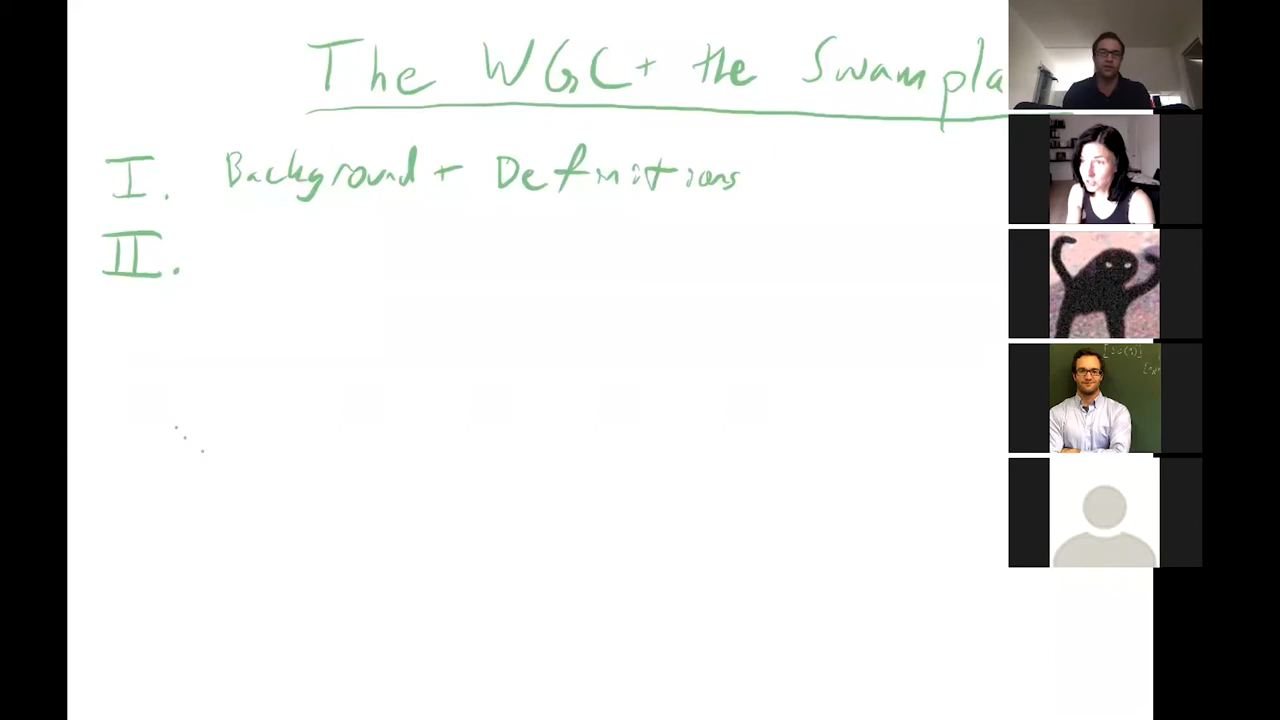 The WGC + the Swampla
I. Background + Definitions
II.